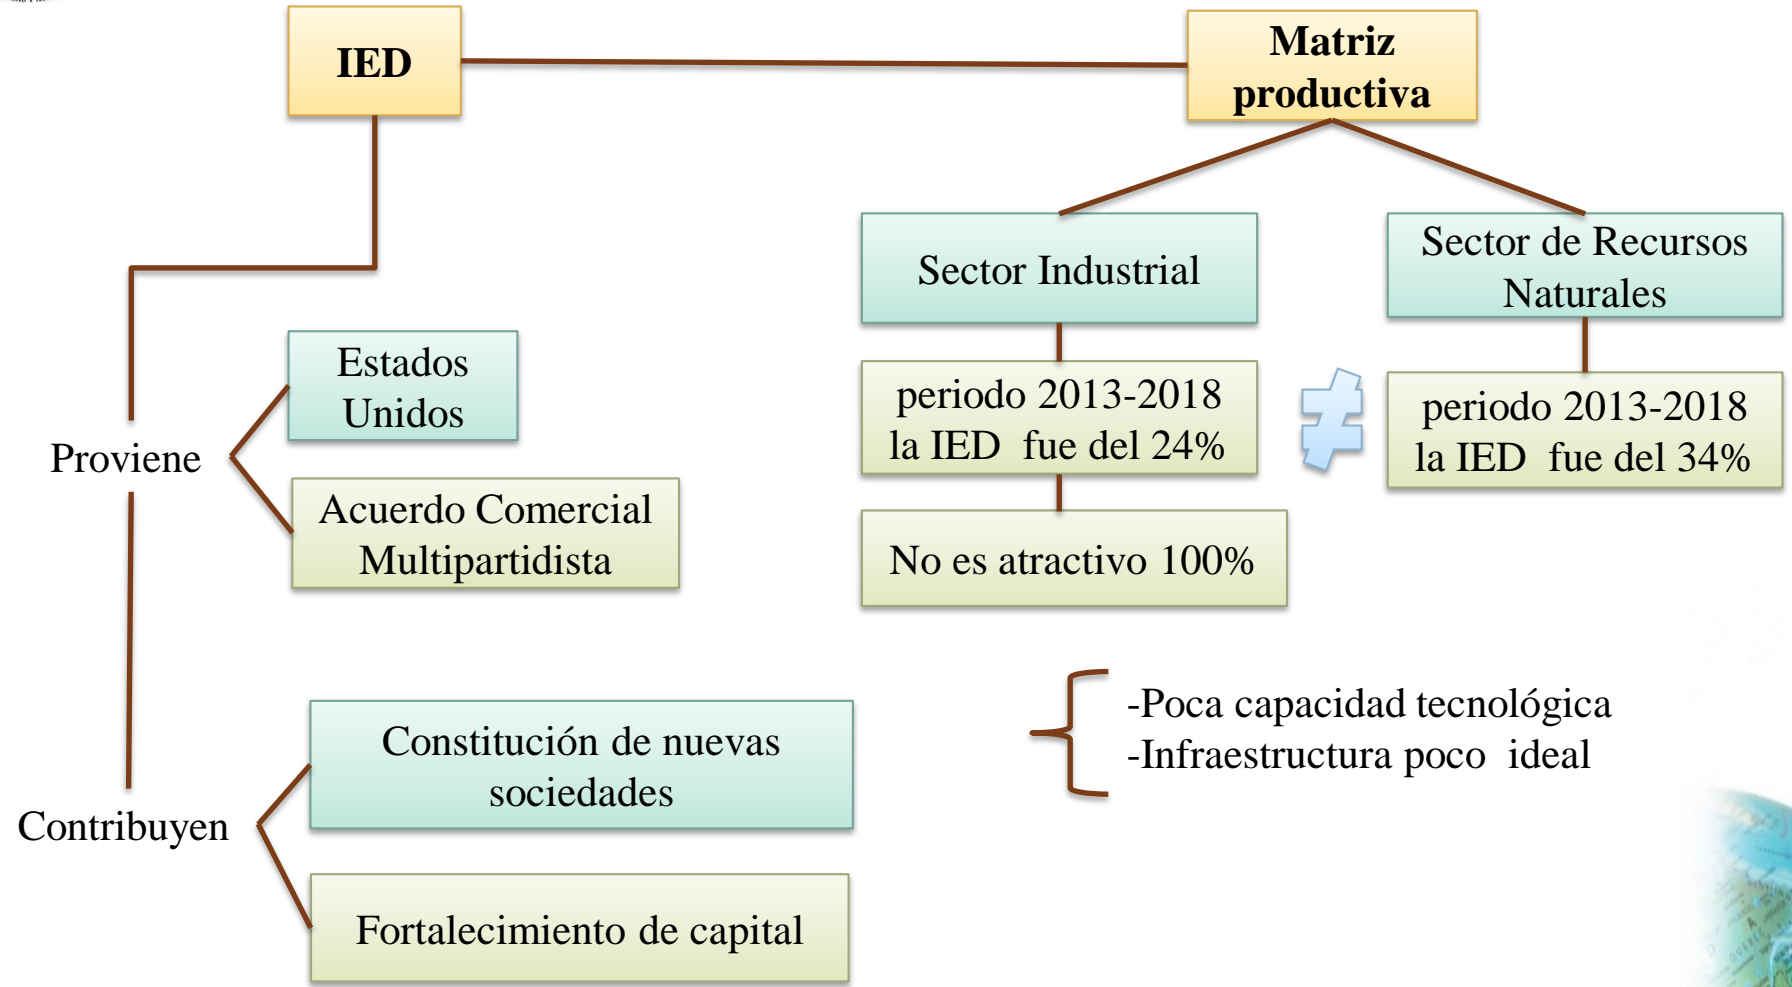 IED
Matriz
productiva
Sector Industrial
Sector de Recursos
Naturales
Estados
Unidos
periodo 2013-2018
la IED fue del 24%
periodo 2013-2018
la IED fue del 34%
Proviene
Acuerdo Comercial
Multipartidista
No es atractivo 100%
-Poca capacidad tecnológica
-Infraestructura poco ideal
Constitución de nuevas
sociedades
Contribuyen
Fortalecimiento de capital